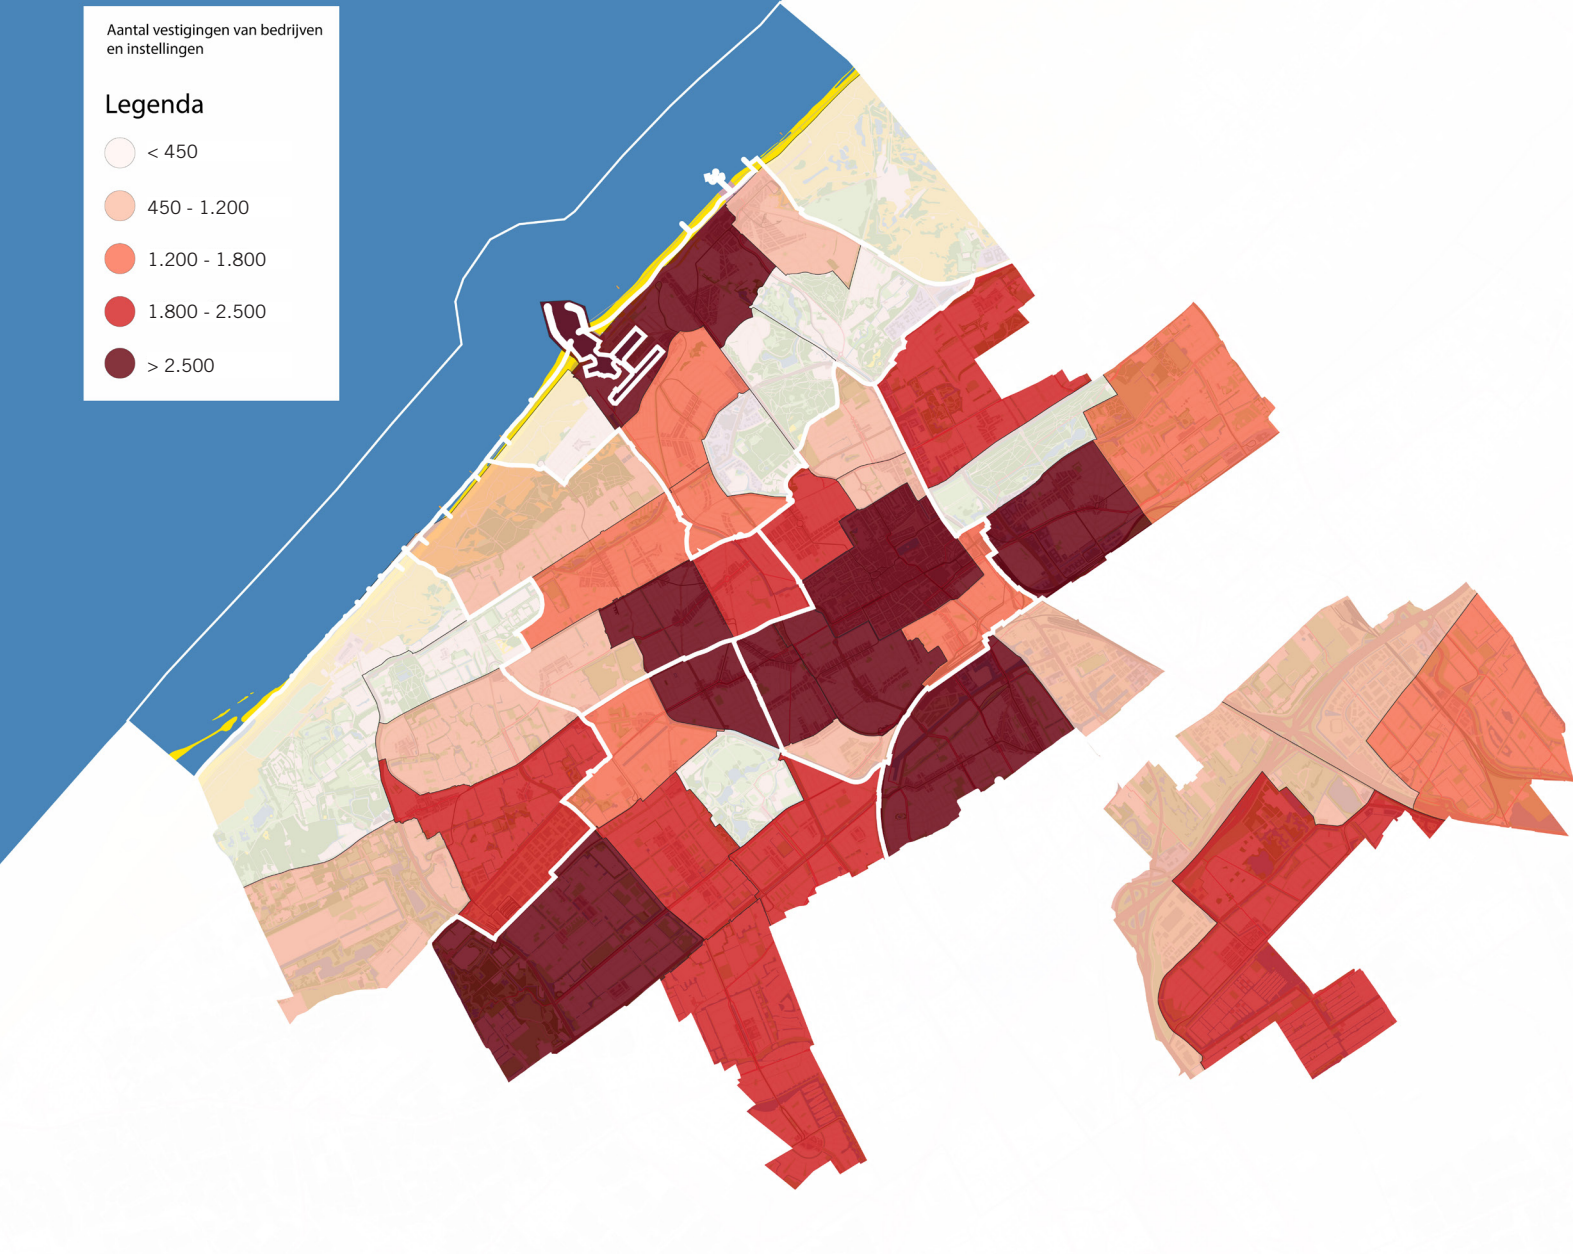 Aantal vestigingen van bedrijven
en instellingen
Legenda
< 450
450 - 1.200
1.200 - 1.800
1.800 - 2.500
> 2.500